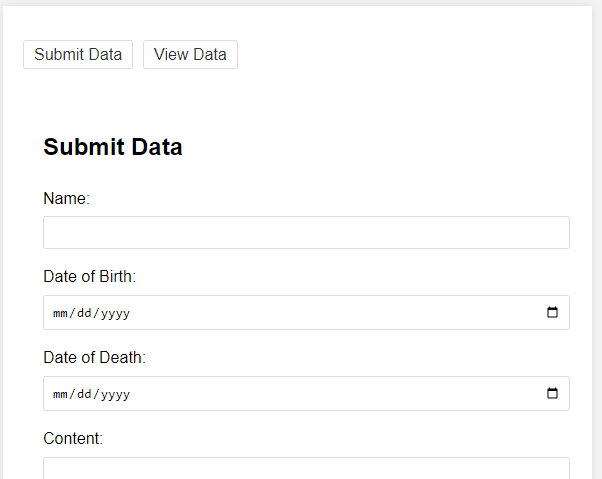 Submit Data View Data
Submit Data
Name:
Date of Birth:
mm/dd/yyyy
Date of Death:
mm/dd/yyyy
Content: